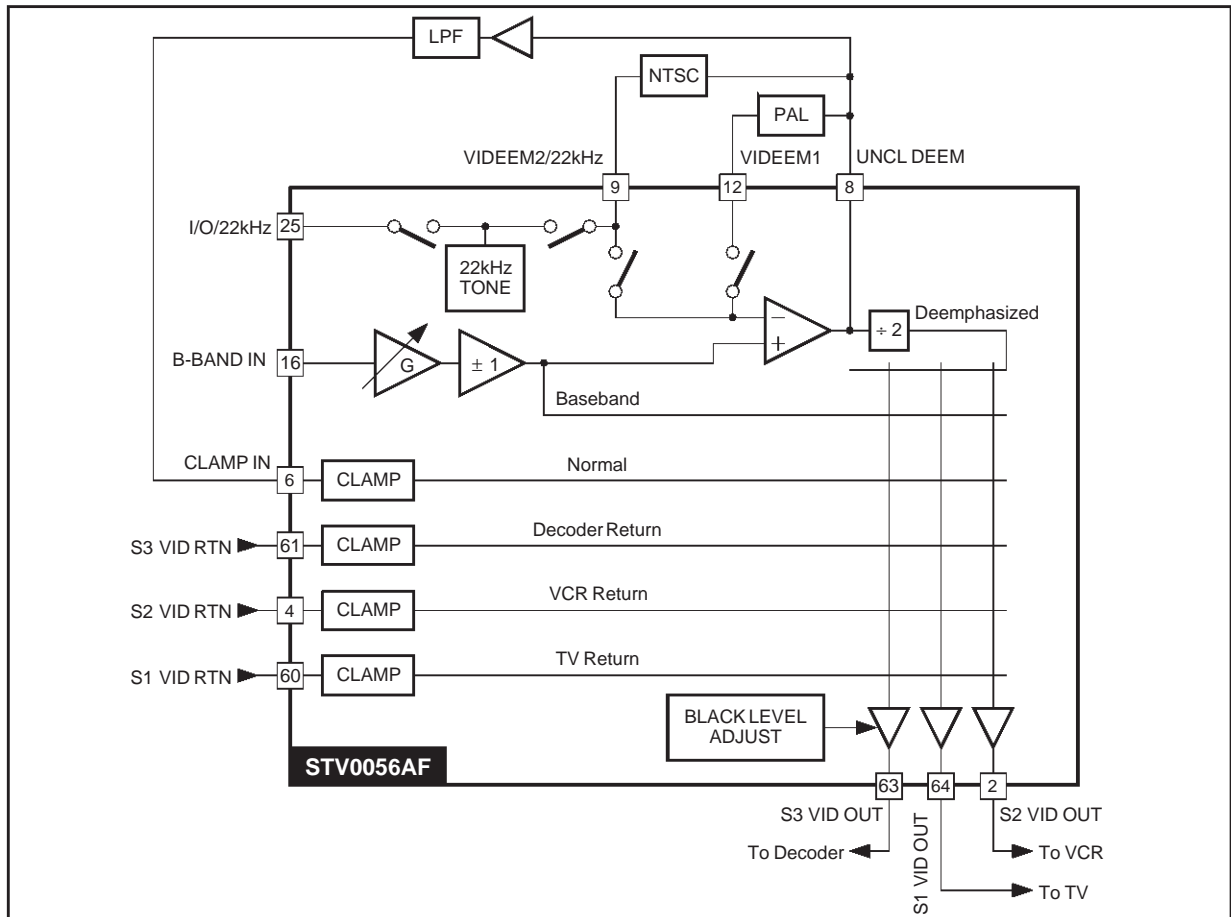 LPF
NTSC
PAL
VIDEEM2/22kHz
VIDEEM1
UNCL DEEM
9
12
8
I/O/22kHz
25
22kHz
TONE
÷ 2
Deemphasized
−
+
B-BAND IN
16
G
± 1
Baseband
CLAMP IN
6
CLAMP
Normal
S3 VID RTN
61
CLAMP
Decoder Return
S2 VID RTN
4
CLAMP
VCR Return
S1 VID RTN
60
CLAMP
TV Return
BLACK LEVEL
ADJUST
STV0056AF
63
64
2
S3 VID OUT
S1 VID OUT
S2 VID OUT
To Decoder
To VCR
To TV